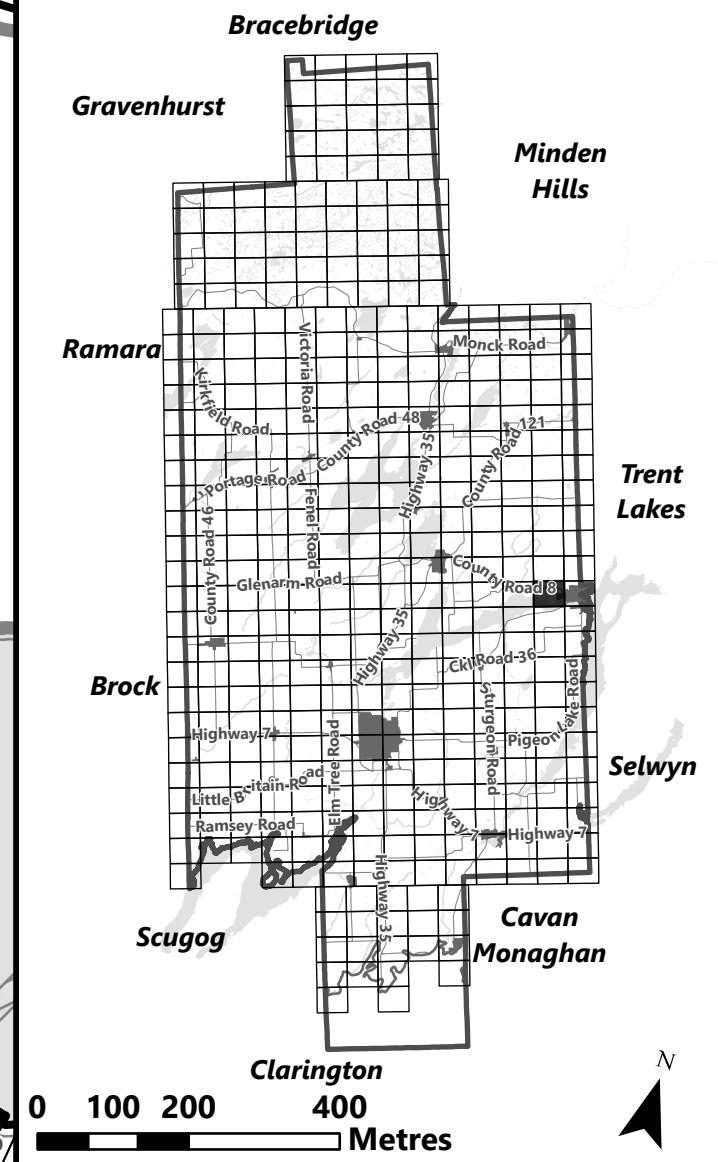 Bracebridge
Gravenhurst
Minden
Hills
Ramara
Victoria Road
Monck Road
Kirkfield Road
County Road 48
County Road 121
Highway 35
Portage Road
Trent
Lakes
Fenel Road
County Road 46
Glenarm Road
County Road 8
Highway 35
Ckl Road 36
Brock
Sturgeon Road
Pigeon Lake Road
Highway 7
Elm Tree Road
Selwyn
Little Britain Road
Highway 7
Ramsey Road
Highway 7
Highway 35
Scugog
Cavan
Monaghan
Clarington
N
0 100 200 400
Metres